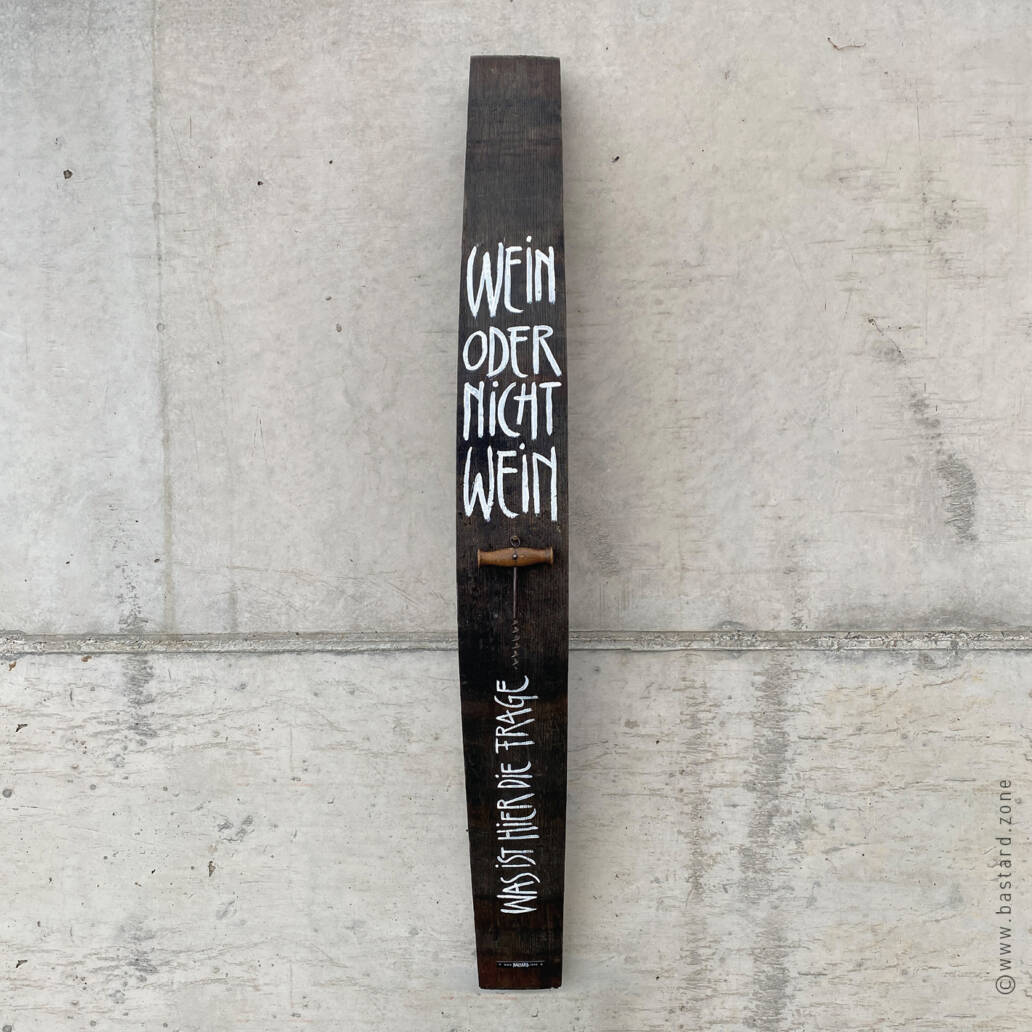 WEiN
ODER
NiCHT
WEiN
WAS iST HiER DiE FRAGE
©www.bastard.zone